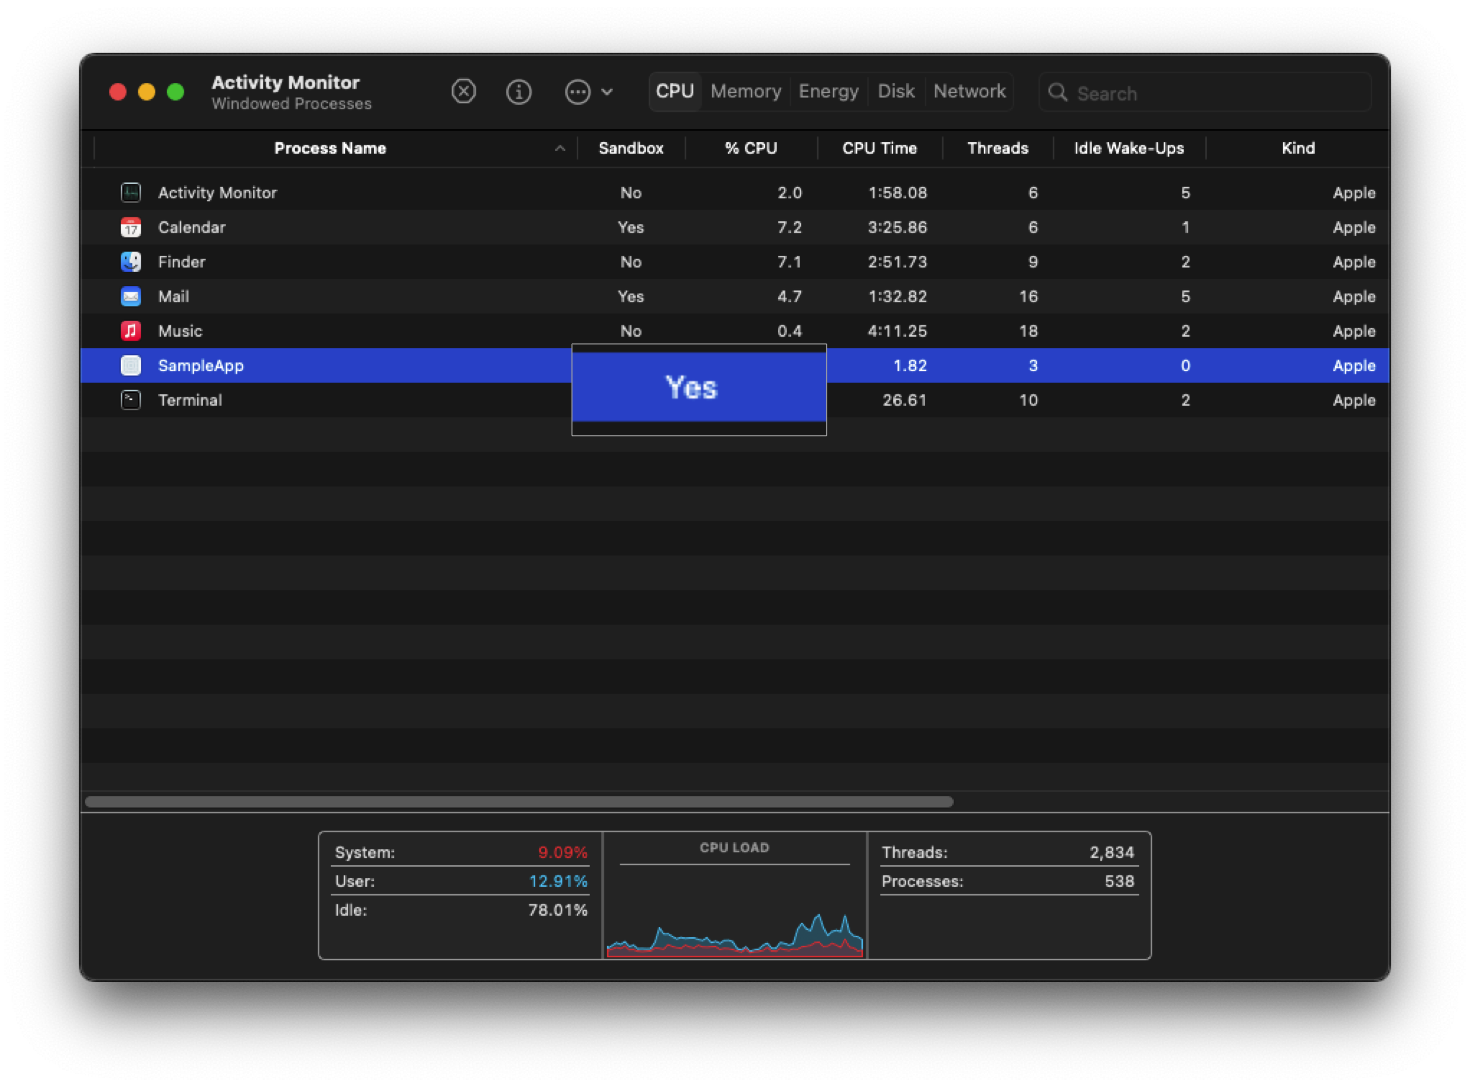 Activity Monitor
Windowed Processes
CPU Memory Energy Disk Network Search
Process Name Sandbox % CPU CPU Time Threads Idle Wake-Ups Kind
Activity Monitor No 2.0 1:58.08 6 5 Apple
17 Calendar Yes 7.2 3:25.86 6 1 Apple
Finder No 7.1 2:51.73 9 2 Apple
Mail Yes 4.7 1:32.82 16 5 Apple
Music No 0.4 4:11.25 18 2 Apple
SampleApp Yes 1.82 3 0 Apple
Terminal 26.61 10 2 Apple
System: 9.09%
User: 12.91%
Idle: 78.01%
CPU LOAD
Threads: 2,834
Processes: 538